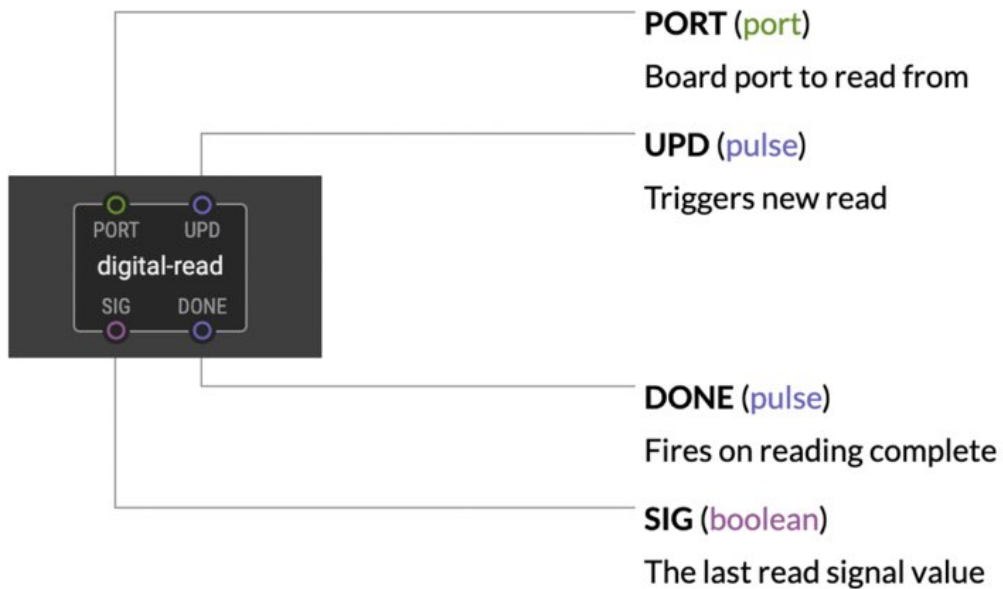 PORT (port)
Board port to read from
UPD (pulse)
Triggers new read
PORT UPD
digital-read
SIG DONE
DONE (pulse)
Fires on reading complete
SIG (boolean)
The last read signal value